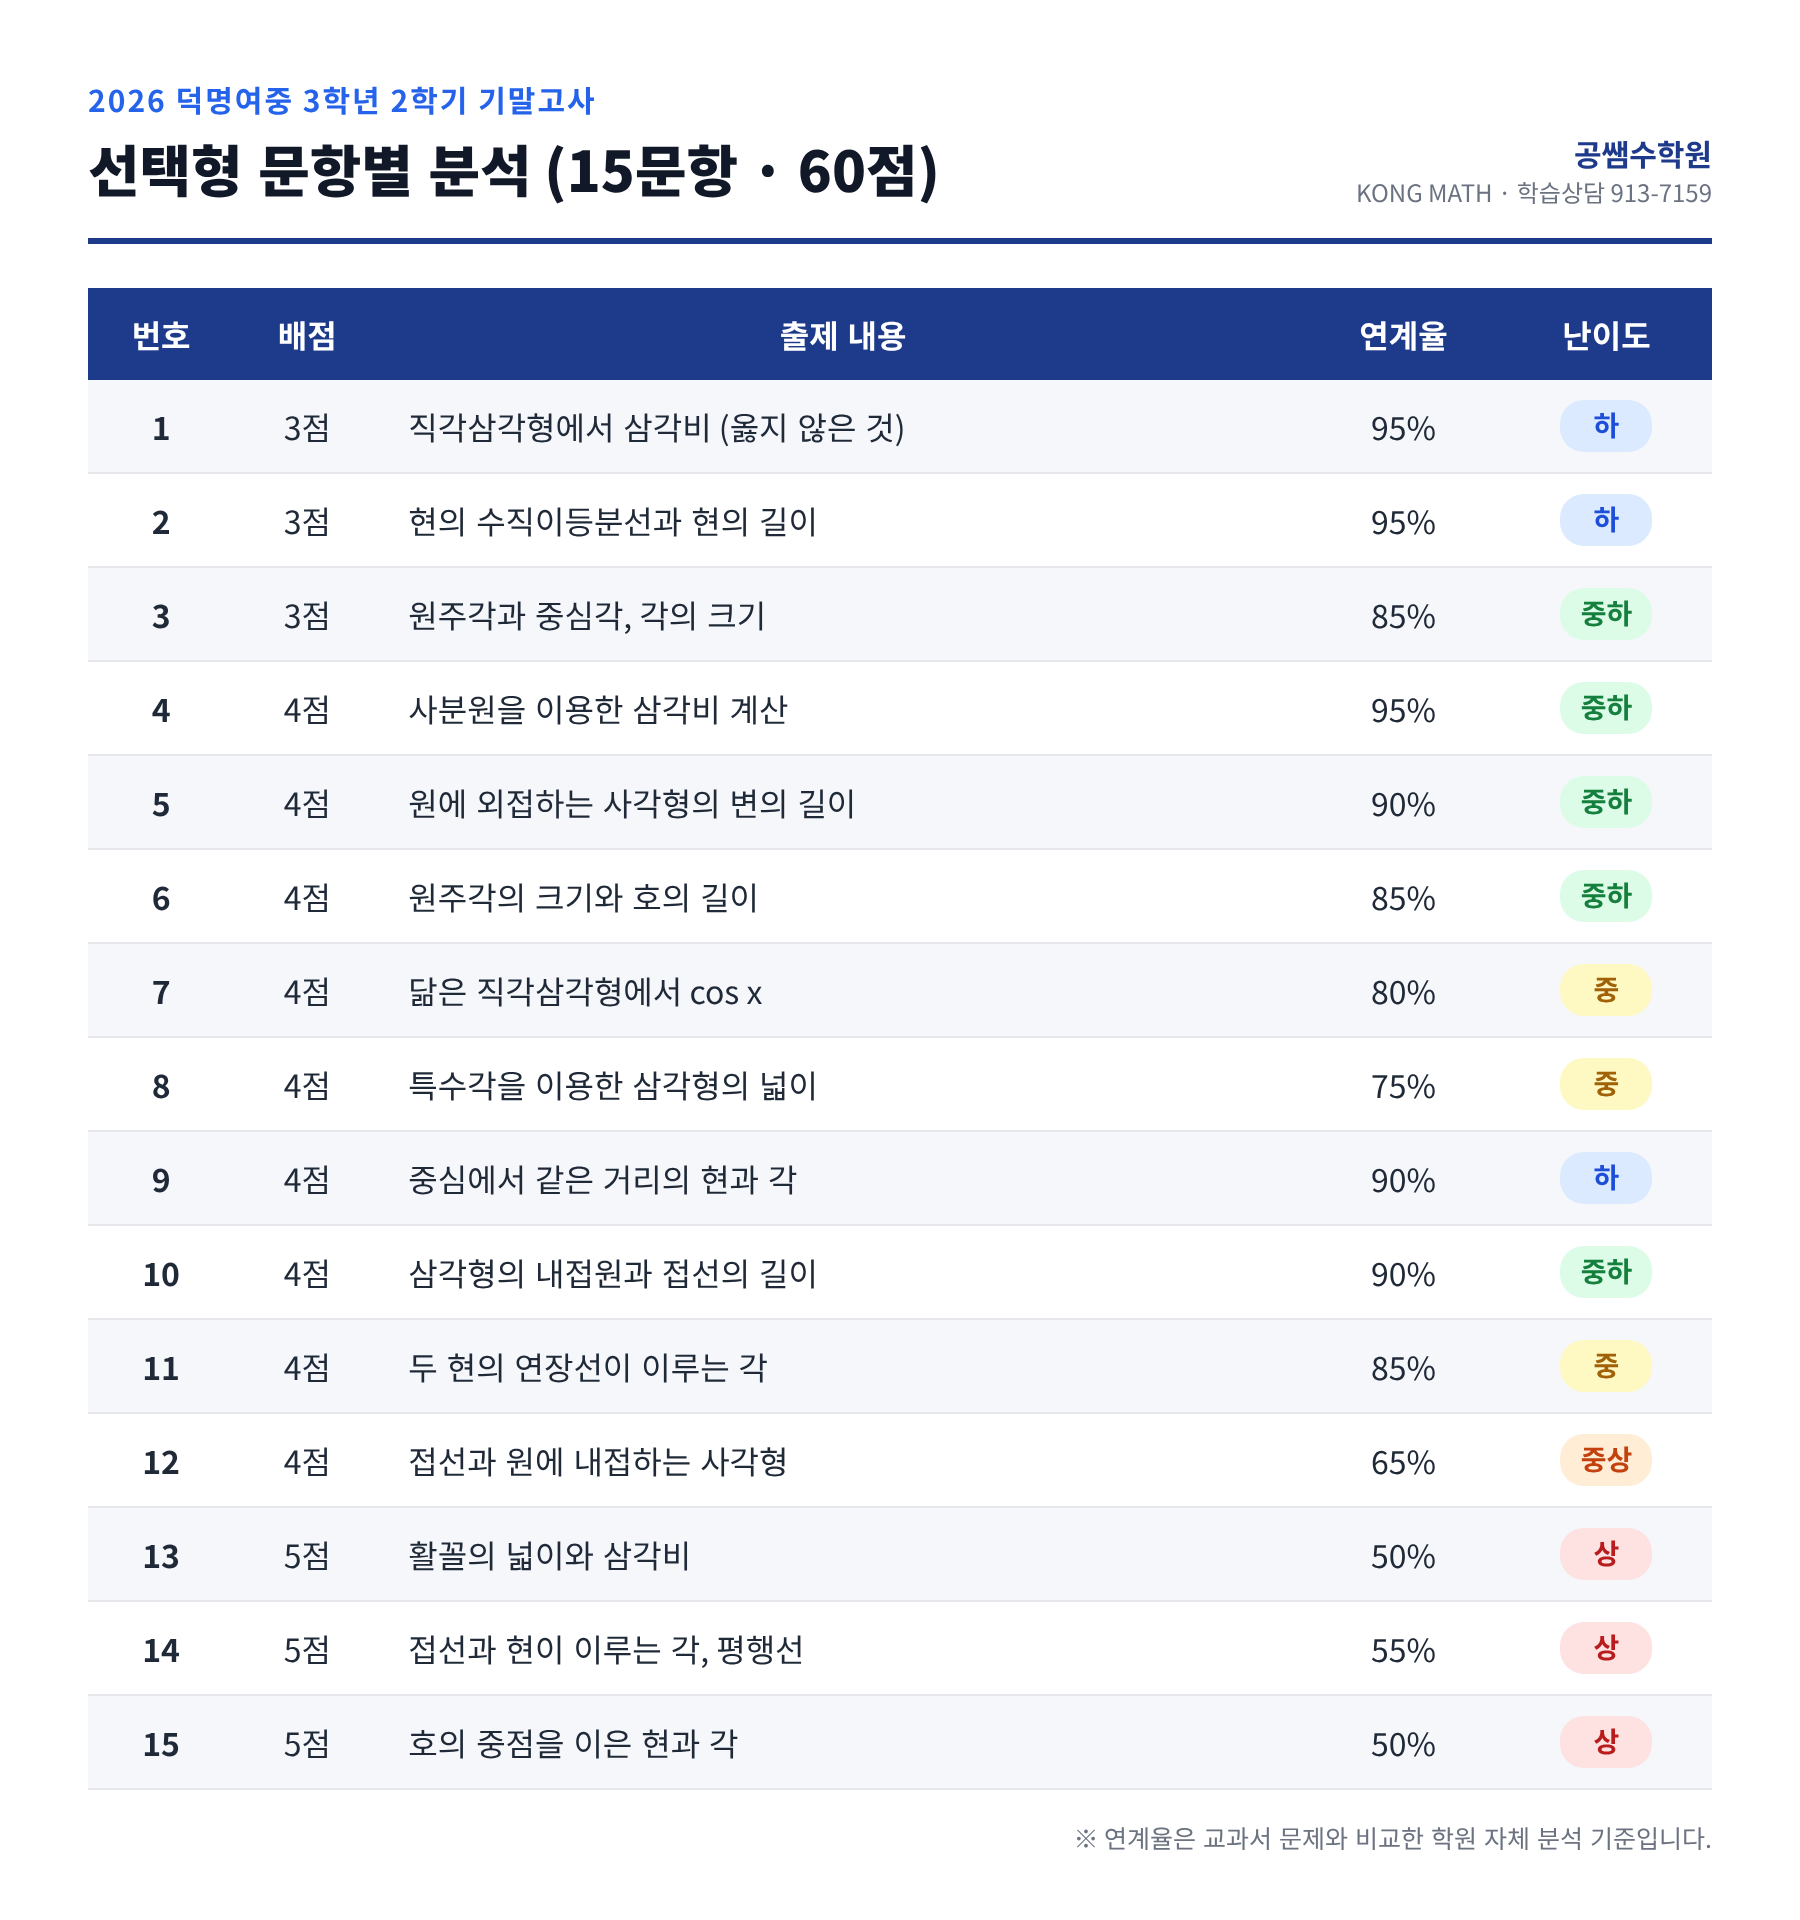 2026 덕명여중 3학년 2학기 기말고사
선택형 문항별 분석 (15문항 · 60점)
공쌤수학원
KONG MATH · 학습상담 913-7159
번호 배점 출제 내용 연계율 난이도
1 3점 직각삼각형에서 삼각비 (옳지 않은 것) 95% 하
2 3점 현의 수직이등분선과 현의 길이 95% 하
3 3점 원주각과 중심각, 각의 크기 85% 중하
4 4점 사분원을 이용한 삼각비 계산 95% 중하
5 4점 원에 외접하는 사각형의 변의 길이 90% 중하
6 4점 원주각의 크기와 호의 길이 85% 중하
7 4점 닮은 직각삼각형에서 cos x 80% 중
8 4점 특수각을 이용한 삼각형의 넓이 75% 중
9 4점 중심에서 같은 거리의 현과 각 90% 하
10 4점 삼각형의 내접원과 접선의 길이 90% 중하
11 4점 두 현의 연장선이 이루는 각 85% 중
12 4점 접선과 원에 내접하는 사각형 65% 중상
13 5점 활꼴의 넓이와 삼각비 50% 상
14 5점 접선과 현이 이루는 각, 평행선 55% 상
15 5점 호의 중점을 이은 현과 각 50% 상
※ 연계율은 교과서 문제와 비교한 학원 자체 분석 기준입니다.